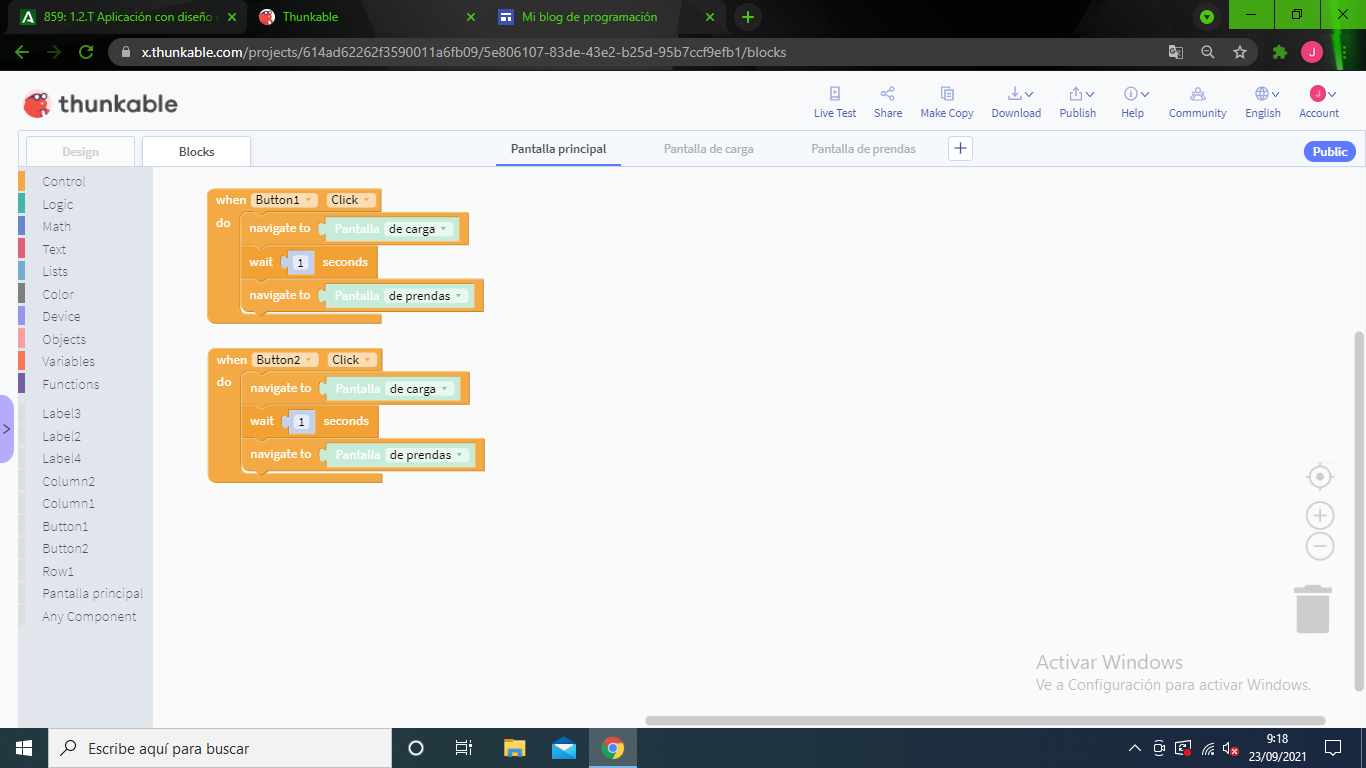 859: 1.2.T Aplicación con diseño
Thunkable
Mi blog de programación
x.thunkable.com/projects/614ad62262f3590011a6fb09/5e806107-83de-43e2-b25d-95b7ccf9efb1/blocks
J
thunkable
Live Test
Share
Make Copy
Download
Publish
Help
Community
English
J
Account
Design
Blocks
Pantalla principal
Pantalla de carga
Pantalla de prendas
Public
Control
Logic
Math
Text
Lists
Color
Device
Objects
Variables
Functions
Label3
Label2
Label4
Column2
Column1
Button1
Button2
Row1
Pantalla principal
Any Component
when Button1 Click
do
navigate to Pantalla de carga
wait 1 seconds
navigate to Pantalla de prendas
when Button2 Click
do
navigate to Pantalla de carga
wait 1 seconds
navigate to Pantalla de prendas
Activar Windows
Ve a Configuración para activar Windows.
Escribe aquí para buscar
9:18
23/09/2021